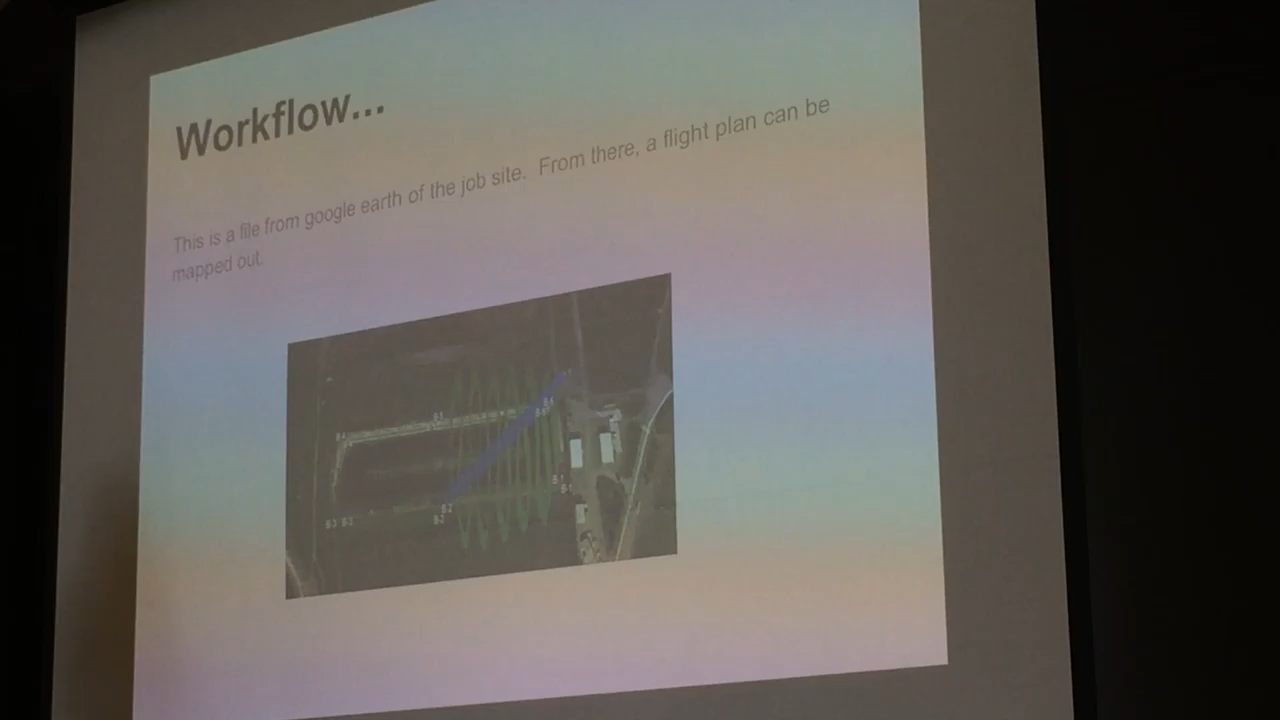 Workflow...
This is a file from google earth of the job site. From there, a flight plan can be
mapped out.